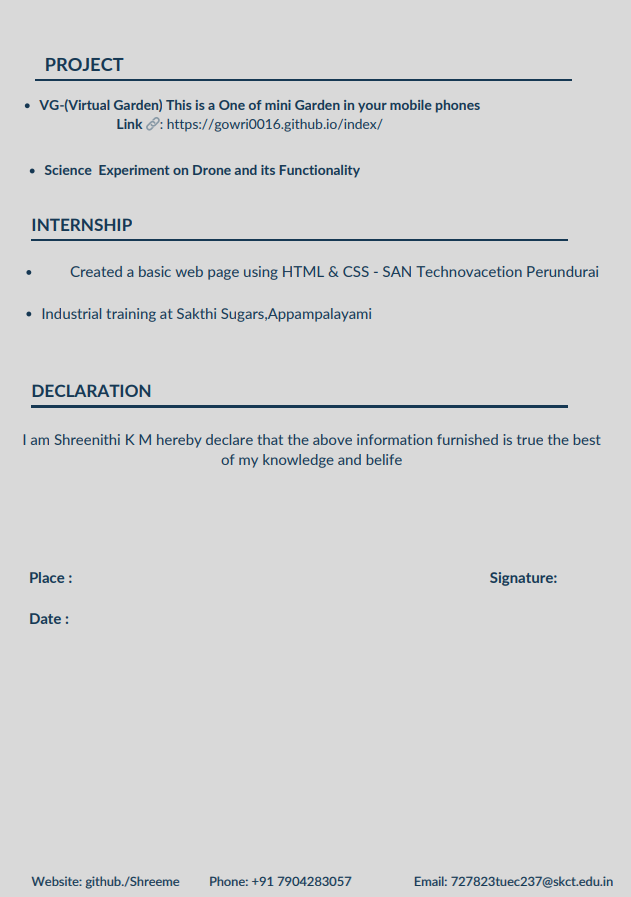 PROJECT
• VG-(Virtual Garden) This is a One of mini Garden in your mobile phones
Link 🔗: https://gowri0016.github.io/index/
• Science  Experiment on Drone and its Functionality
INTERNSHIP
• Created a basic web page using HTML & CSS - SAN Technovacetion Perundurai
• Industrial training at Sakthi Sugars,Appampalayami
DECLARATION
I am Shreenithi K M hereby declare that the above information furnished is true the best
of my knowledge and belife
Place : Signature:
Date :
Website: github./Shreeme Phone: +91 7904283057 Email: 727823tuec237@skct.edu.in